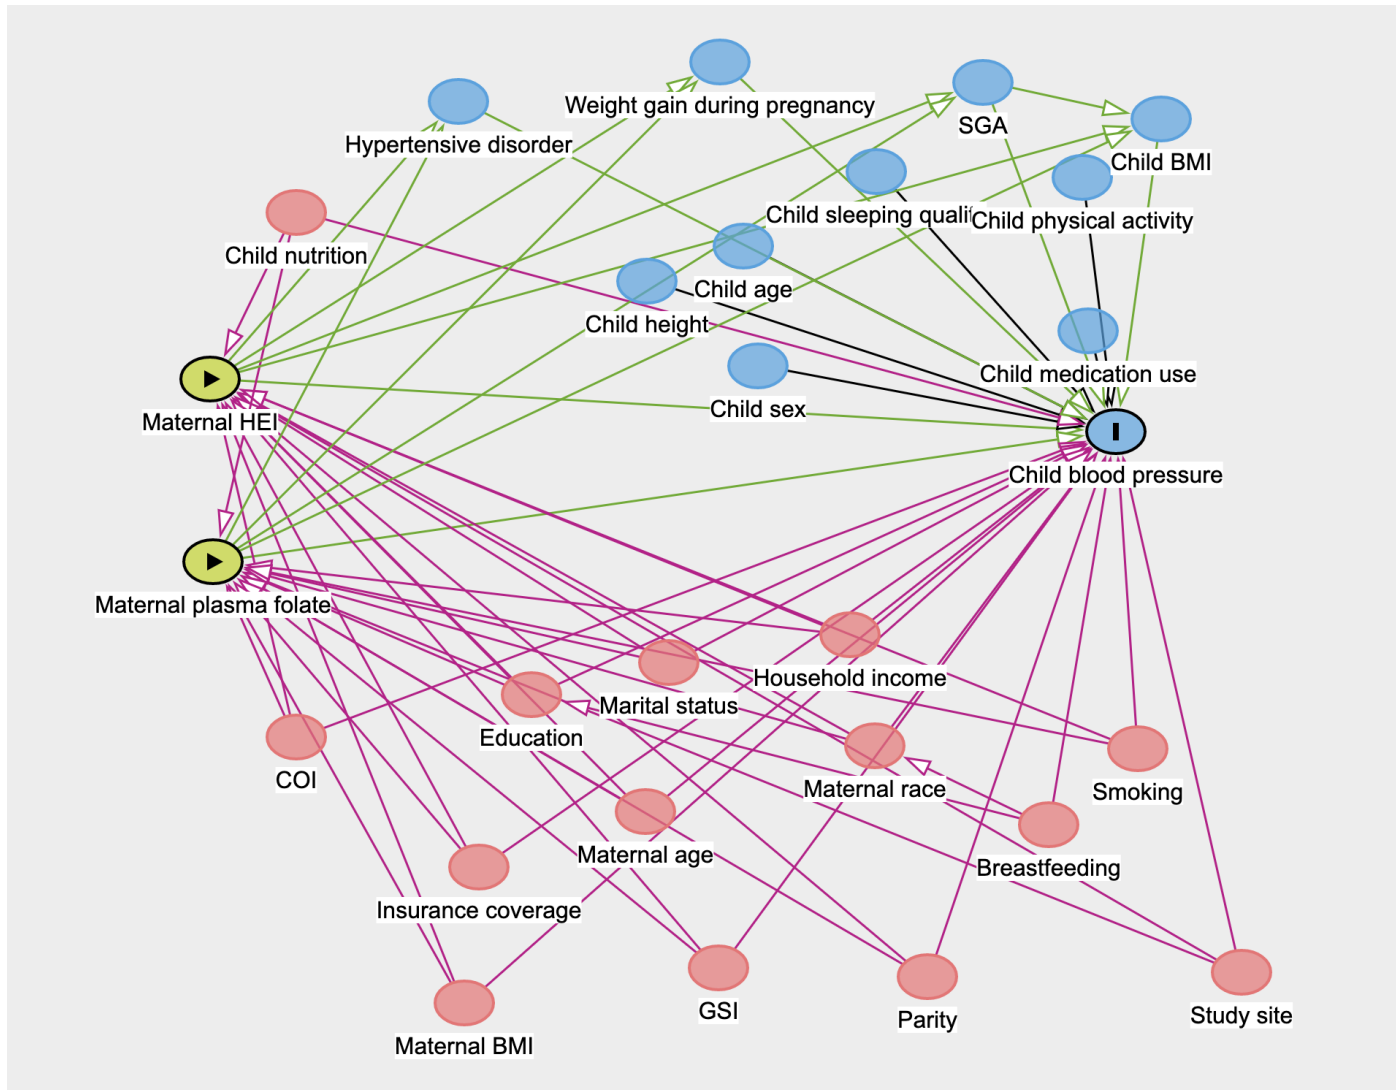 Weight gain during pregnancy
SGA
Hypertensive disorder
Child BMI
Child sleeping quali
Child physical activity
Child nutrition
Child age
Child height
Child medication use
Child sex
Maternal HEI
Child blood pressure
Maternal plasma folate
Household income
Marital status
Education
COI
Maternal race
Smoking
Maternal age
Breastfeeding
Insurance coverage
GSI
Parity
Study site
Maternal BMI